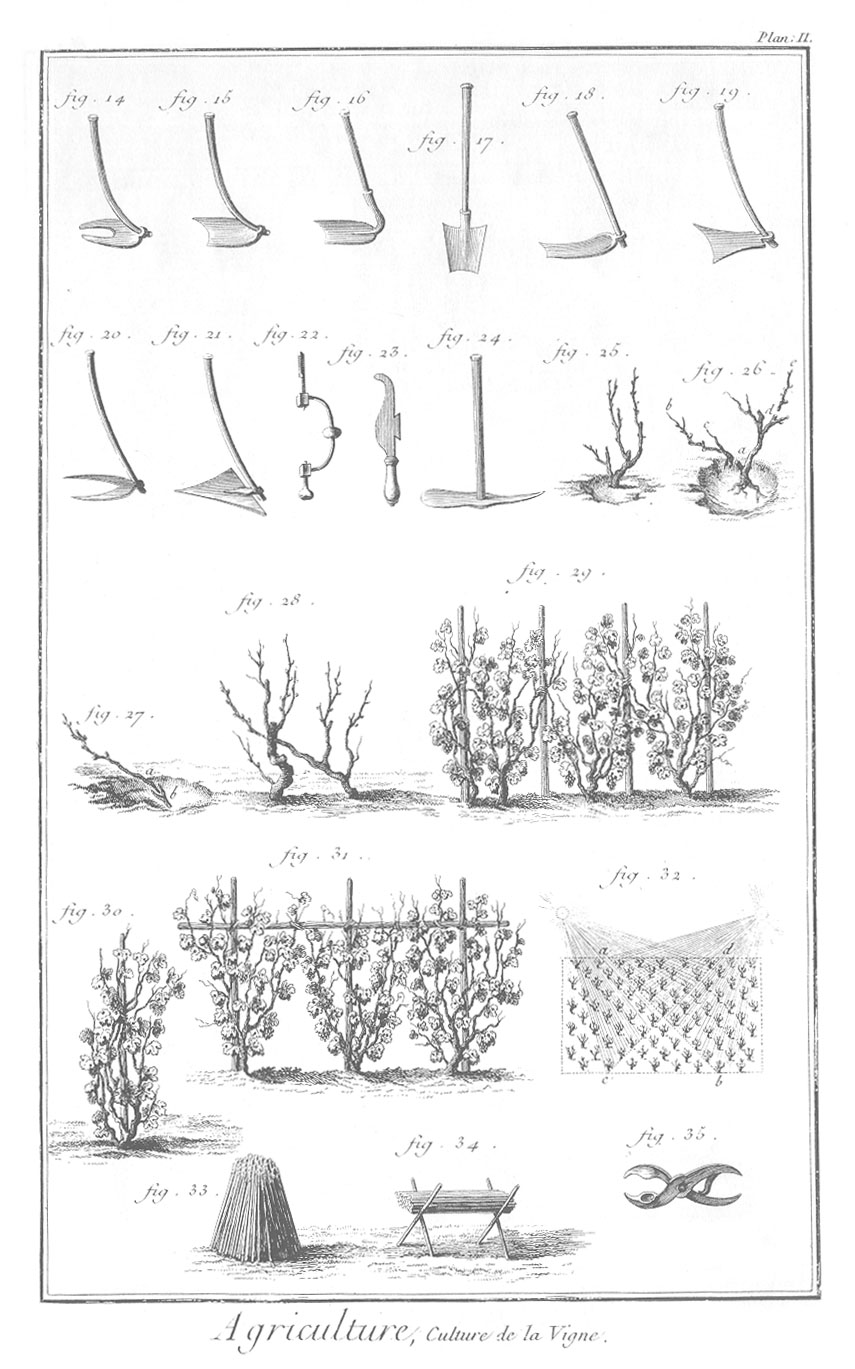 Plan: II.
fig. 14 fig. 15 fig. 16 fig. 17. fig. 18. fig. 19.
fig. 20. fig. 21. fig. 22. fig. 23. fig. 24. fig. 25. fig. 26.
b c a d e
fig. 27. fig. 28. fig. 29.
a b
fig. 30. fig. 31. fig. 32.
a d
c b
fig. 33. fig. 34. fig. 35.
Agriculture, Culture de la Vigne.